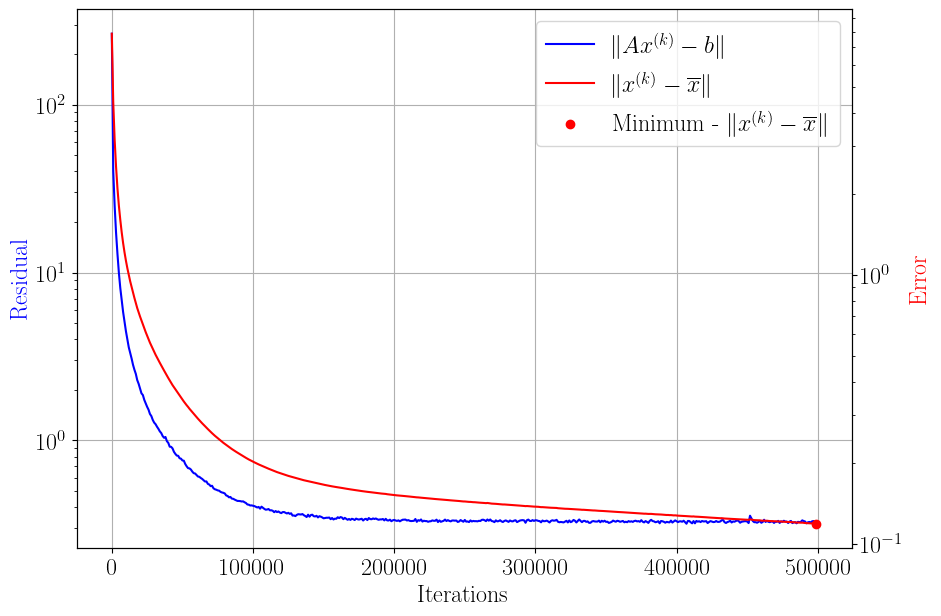 ‖Ax^{(k)} − b‖
‖x^{(k)} − x̅‖
Minimum - ‖x^{(k)} − x̅‖
Residual
10^2
10^1
10^0
Error
10^0
10^{−1}
0 100000 200000 300000 400000 500000
Iterations